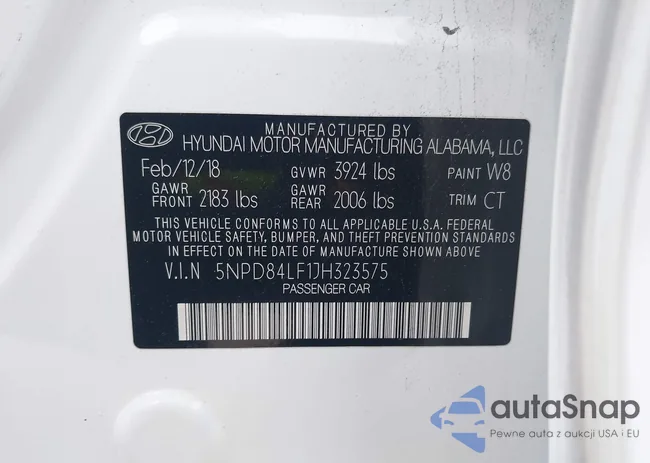 MANUFACTURED BY
HYUNDAI MOTOR MANUFACTURING ALABAMA, LLC
Feb/12/18 GVWR 3924 lbs PAINT W8
GAWR FRONT 2183 lbs GAWR REAR 2006 lbs TRIM CT
THIS VEHICLE CONFORMS TO ALL APPLICABLE U.S.A. FEDERAL
MOTOR VEHICLE SAFETY, BUMPER, AND THEFT PREVENTION STANDARDS
IN EFFECT ON THE DATE OF MANUFACTURE SHOWN ABOVE
V.I.N 5NPD84LF1JH323575
PASSENGER CAR
autaSnap
Pewne auta z aukcji USA i EU